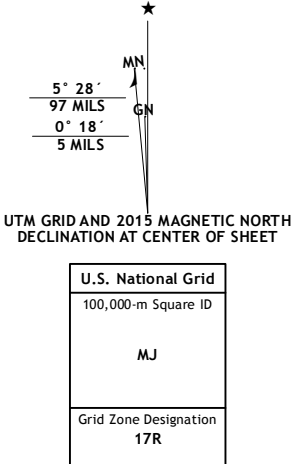 ★
MN
GN
5° 28´
97 MILS
0° 18´
5 MILS
UTM GRID AND 2015 MAGNETIC NORTH
DECLINATION AT CENTER OF SHEET
U.S. National Grid
100,000-m Square ID
MJ
Grid Zone Designation
17R